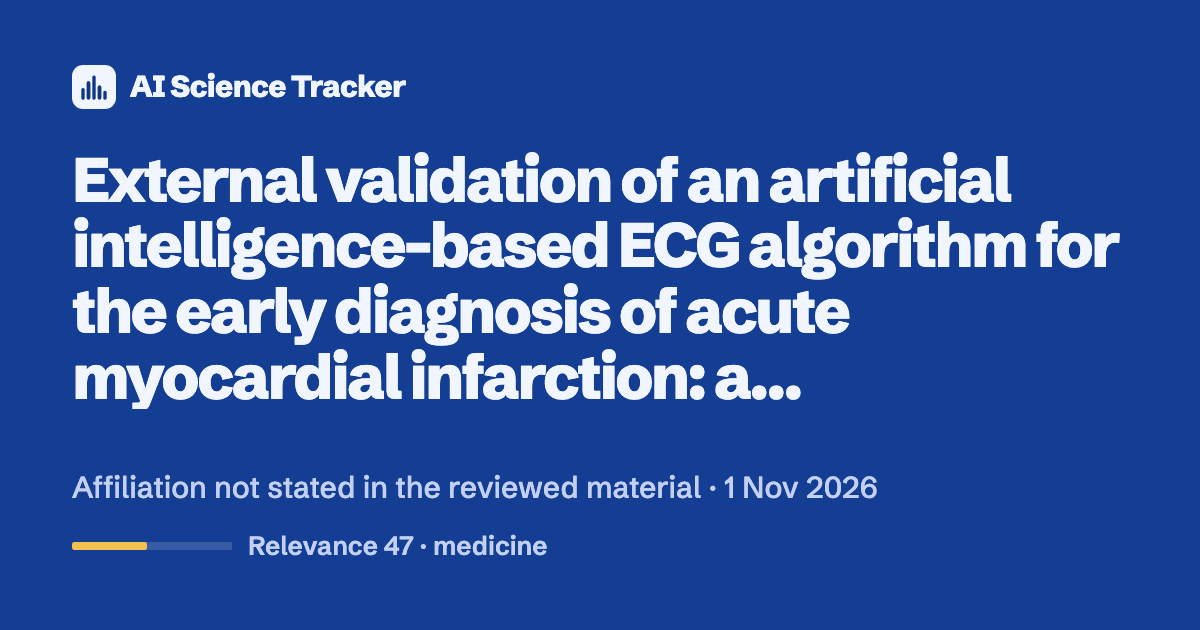 AI Science Tracker
External validation of an artificial
intelligence-based ECG algorithm for
the early diagnosis of acute
myocardial infarction: a...
Affiliation not stated in the reviewed material · 1 Nov 2026
Relevance 47 · medicine